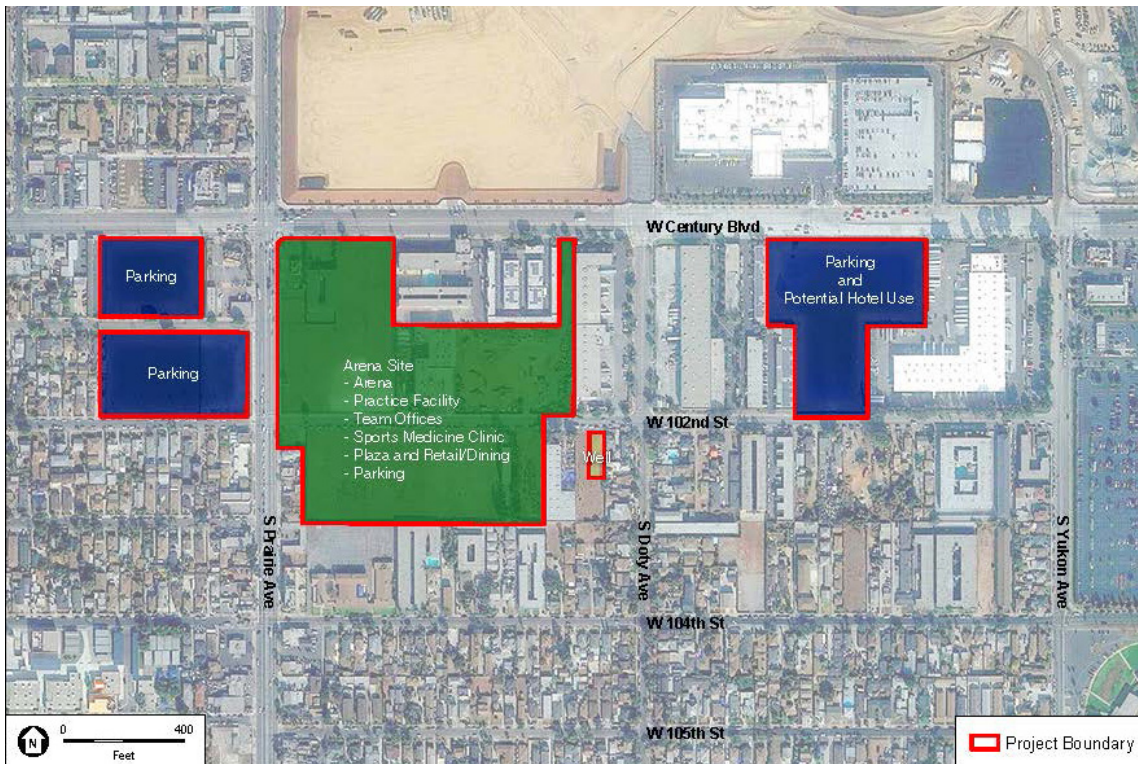 W Century Blvd
Parking
Parking
and
Potential Hotel Use
Parking
Arena Site
- Arena
- Practice Facility
- Team Offices
- Sports Medicine Clinic
- Plaza and Retail/Dining
- Parking
W 102nd St
Well
S Prairie Ave
S Doty Ave
S Yukon Ave
W 104th St
W 105th St
N
0 400
Feet
Project Boundary